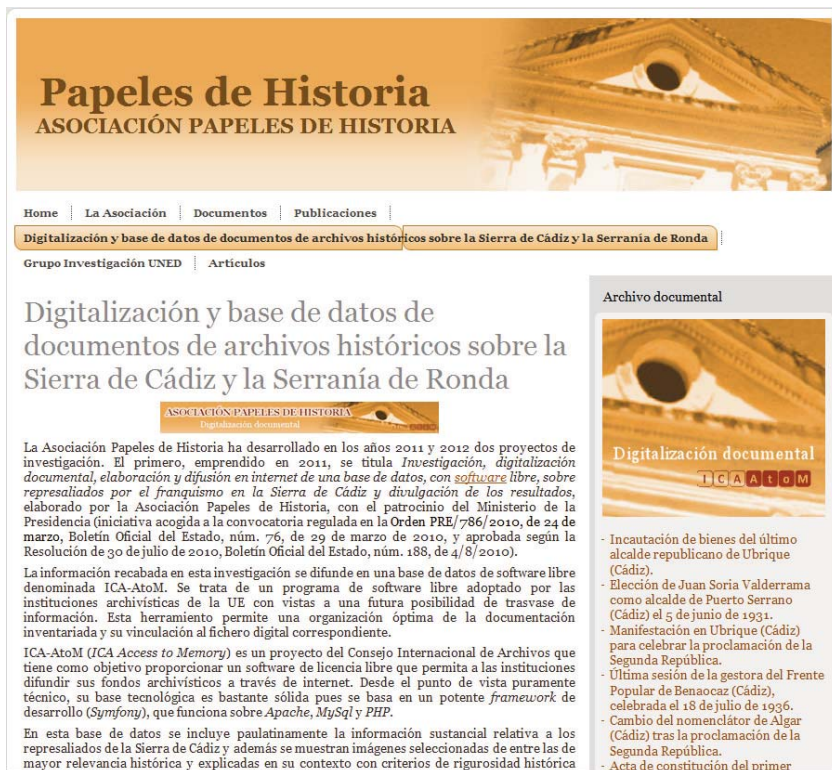 Papeles de Historia
ASOCIACIÓN PAPELES DE HISTORIA
Home
La Asociación
Documentos
Publicaciones
Digitalización y base de datos de documentos de archivos históricos sobre la Sierra de Cádiz y la Serranía de Ronda
Grupo Investigación UNED
Artículos
Digitalización y base de datos de
documentos de archivos históricos sobre la
Sierra de Cádiz y la Serranía de Ronda
ASOCIACIÓN PAPELES DE HISTORIA
Digitalización documental
La Asociación Papeles de Historia ha desarrollado en los años 2011 y 2012 dos proyectos de
investigación. El primero, emprendido en 2011, se titula Investigación, digitalización
documental, elaboración y difusión en internet de una base de datos, con software libre, sobre
represaliados por el franquismo en la Sierra de Cádiz y divulgación de los resultados,
elaborado por la Asociación Papeles de Historia, con el patrocinio del Ministerio de la
Presidencia (iniciativa acogida a la convocatoria regulada en la Orden PRE/786/2010, de 24 de
marzo, Boletín Oficial del Estado, núm. 76, de 29 de marzo de 2010, y aprobada según la
Resolución de 30 de julio de 2010, Boletín Oficial del Estado, núm. 188, de 4/8/2010).
La información recabada en esta investigación se difunde en una base de datos de software libre
denominada ICA-AtoM. Se trata de un programa de software libre adoptado por las
instituciones archivísticas de la UE con vistas a una futura posibilidad de trasvase de
información. Esta herramiento permite una organización óptima de la documentación
inventariada y su vinculación al fichero digital correspondiente.
ICA-AtoM (ICA Access to Memory) es un proyecto del Consejo Internacional de Archivos que
tiene como objetivo proporcionar un software de licencia libre que permita a las instituciones
difundir sus fondos archivísticos a través de internet. Desde el punto de vista puramente
técnico, su base tecnológica es bastante sólida pues se basa en un potente framework de
desarrollo (Symfony), que funciona sobre Apache, MySql y PHP.
En esta base de datos se incluye paulatinamente la información sustancial relativa a los
represaliados de la Sierra de Cádiz y además se muestran imágenes seleccionadas de entre las de
mayor relevancia histórica y explicadas en su contexto con criterios de rigurosidad histórica
Archivo documental
Digitalización documental
ICAAtoM
- Incautación de bienes del último
alcalde republicano de Ubrique
(Cádiz).
- Elección de Juan Soria Valderrama
como alcalde de Puerto Serrano
(Cádiz) el 5 de junio de 1931.
- Manifestación en Ubrique (Cádiz)
para celebrar la proclamación de la
Segunda República.
- Última sesión de la gestora del Frente
Popular de Benaocaz (Cádiz),
celebrada el 18 de julio de 1936.
- Cambio del nomenclátor de Algar
(Cádiz) tras la proclamación de la
Segunda República.
- Acta de constitución del primer